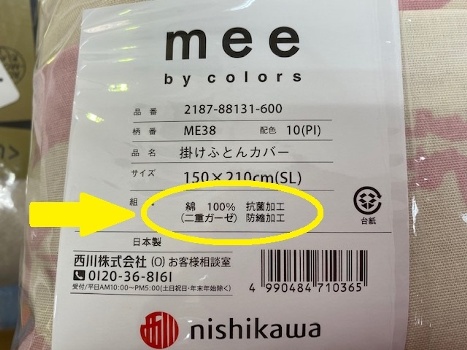 mee
by colors
品番 2187-88131-600
柄番 ME38 配色 10(PI)
品名 掛けふとんカバー
サイズ 150×210cm(SL)
組 綿 100% 抗菌加工
(二重ガーゼ) 防縮加工
台紙
日本製
西川株式会社 (O) お客様相談室
0120-36-8161
受付/平日AM10:00〜PM5:00(土日祝日・年末年始除く)
4 990484 710365
nishikawa